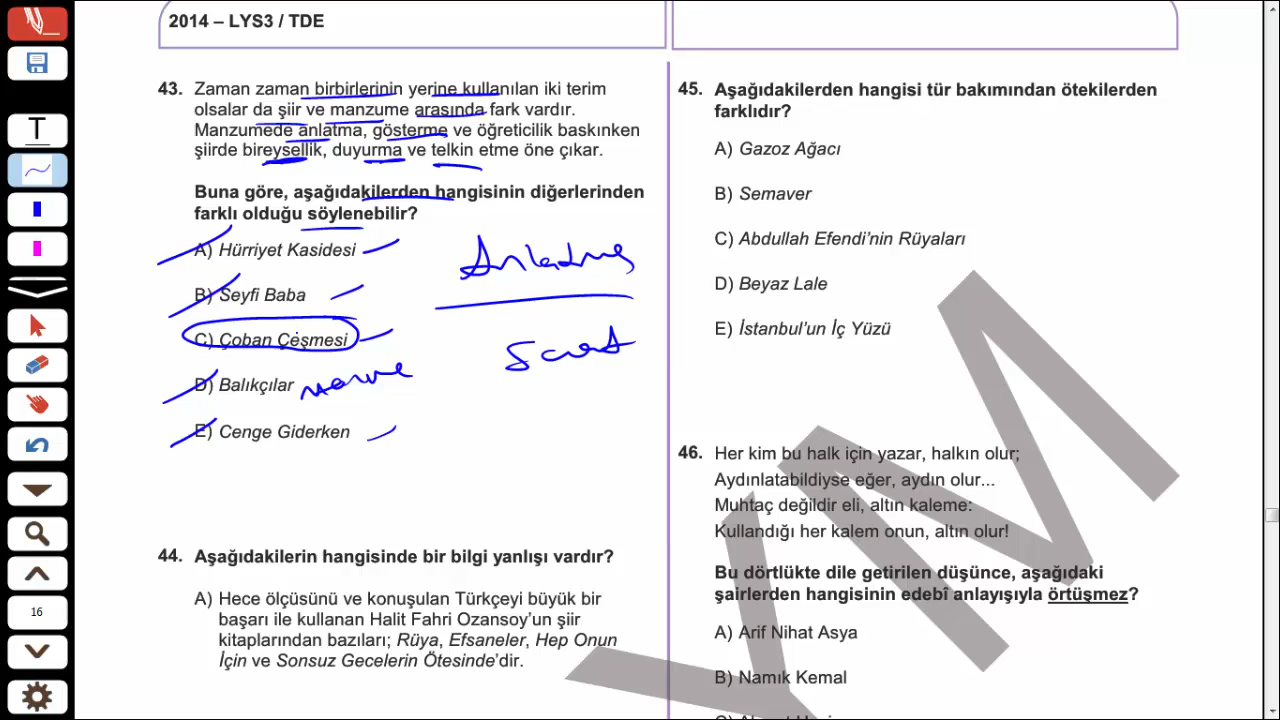 2014 – LYS3 / TDE
43. Zaman zaman birbirlerinin yerine kullanılan iki terim
olsalar da şiir ve manzume arasında fark vardır.
Manzumede anlatma, gösterme ve öğreticilik baskınken
şiirde bireysellik, duyurma ve telkin etme öne çıkar.
Buna göre, aşağıdakilerden hangisinin diğerlerinden
farklı olduğu söylenebilir?
A) Hürriyet Kasidesi
B) Seyfi Baba
C) Çoban Çeşmesi
D) Balıkçılar
E) Cenge Giderken
44. Aşağıdakilerin hangisinde bir bilgi yanlışı vardır?
A) Hece ölçüsünü ve konuşulan Türkçeyi büyük bir
başarı ile kullanan Halit Fahri Ozansoy'un şiir
kitaplarından bazıları; Rüya, Efsaneler, Hep Onun
İçin ve Sonsuz Gecelerin Ötesinde'dir.
45. Aşağıdakilerden hangisi tür bakımından ötekilerden
farklıdır?
A) Gazoz Ağacı
B) Semaver
C) Abdullah Efendi'nin Rüyaları
D) Beyaz Lale
E) İstanbul'un İç Yüzü
46. Her kim bu halk için yazar, halkın olur;
Aydınlatabildiyse eğer, aydın olur...
Muhtaç değildir eli, altın kaleme:
Kullandığı her kalem onun, altın olur!
Bu dörtlükte dile getirilen düşünce, aşağıdaki
şairlerden hangisinin edebî anlayışıyla örtüşmez?
A) Arif Nihat Asya
B) Namık Kemal
T
16
YM